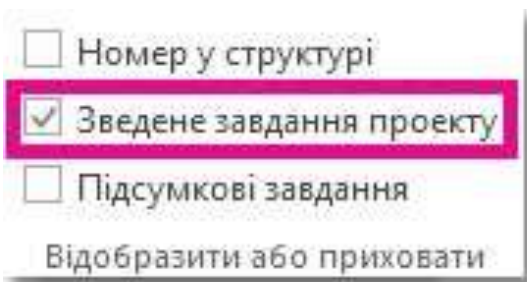 Номер у структурі
Зведене завдання проекту
Підсумкові завдання
Відобразити або приховати